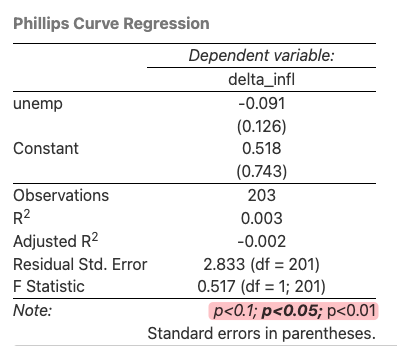 Phillips Curve Regression
Dependent variable:
delta_infl
unemp -0.091
(0.126)
Constant 0.518
(0.743)
Observations 203
R² 0.003
Adjusted R² -0.002
Residual Std. Error 2.833 (df = 201)
F Statistic 0.517 (df = 1; 201)
Note: p<0.1; p<0.05; p<0.01
Standard errors in parentheses.